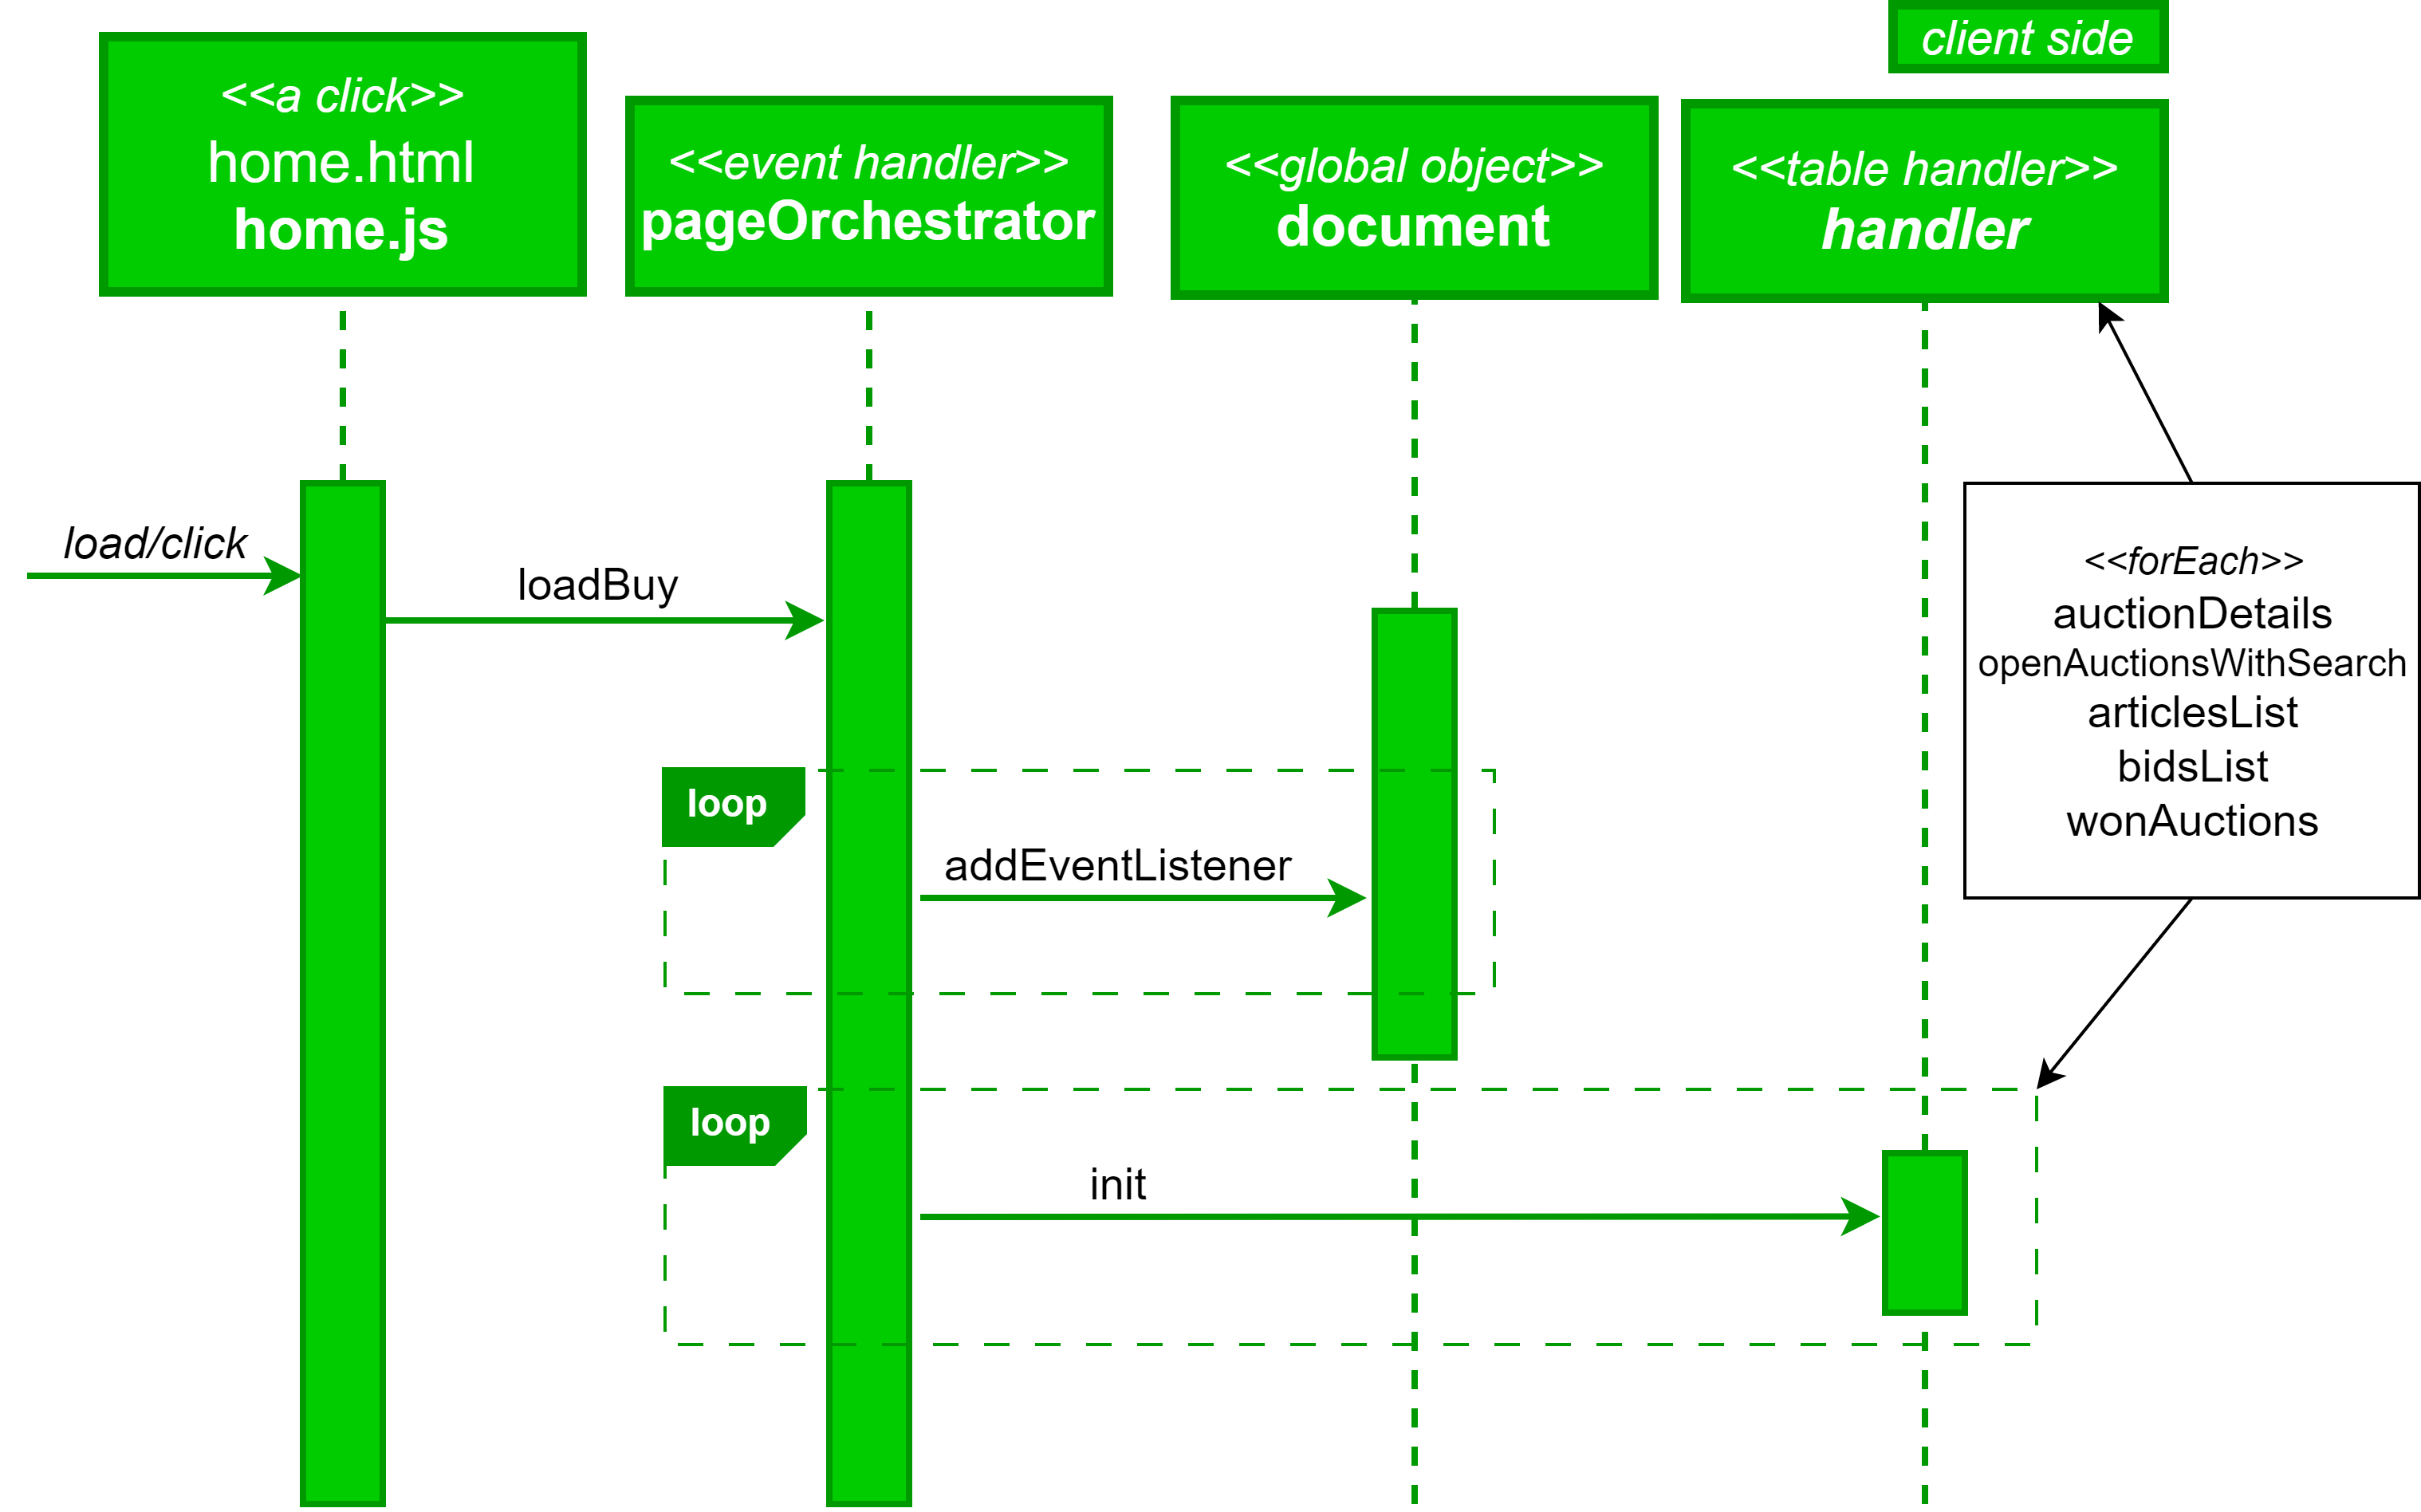 client side
<<a click>>
home.html
home.js
<<event handler>>
pageOrchestrator
<<global object>>
document
<<table handler>>
handler
load/click
loadBuy
<<forEach>>
auctionDetails
openAuctionsWithSearch
articlesList
bidsList
wonAuctions
loop
addEventListener
loop
init